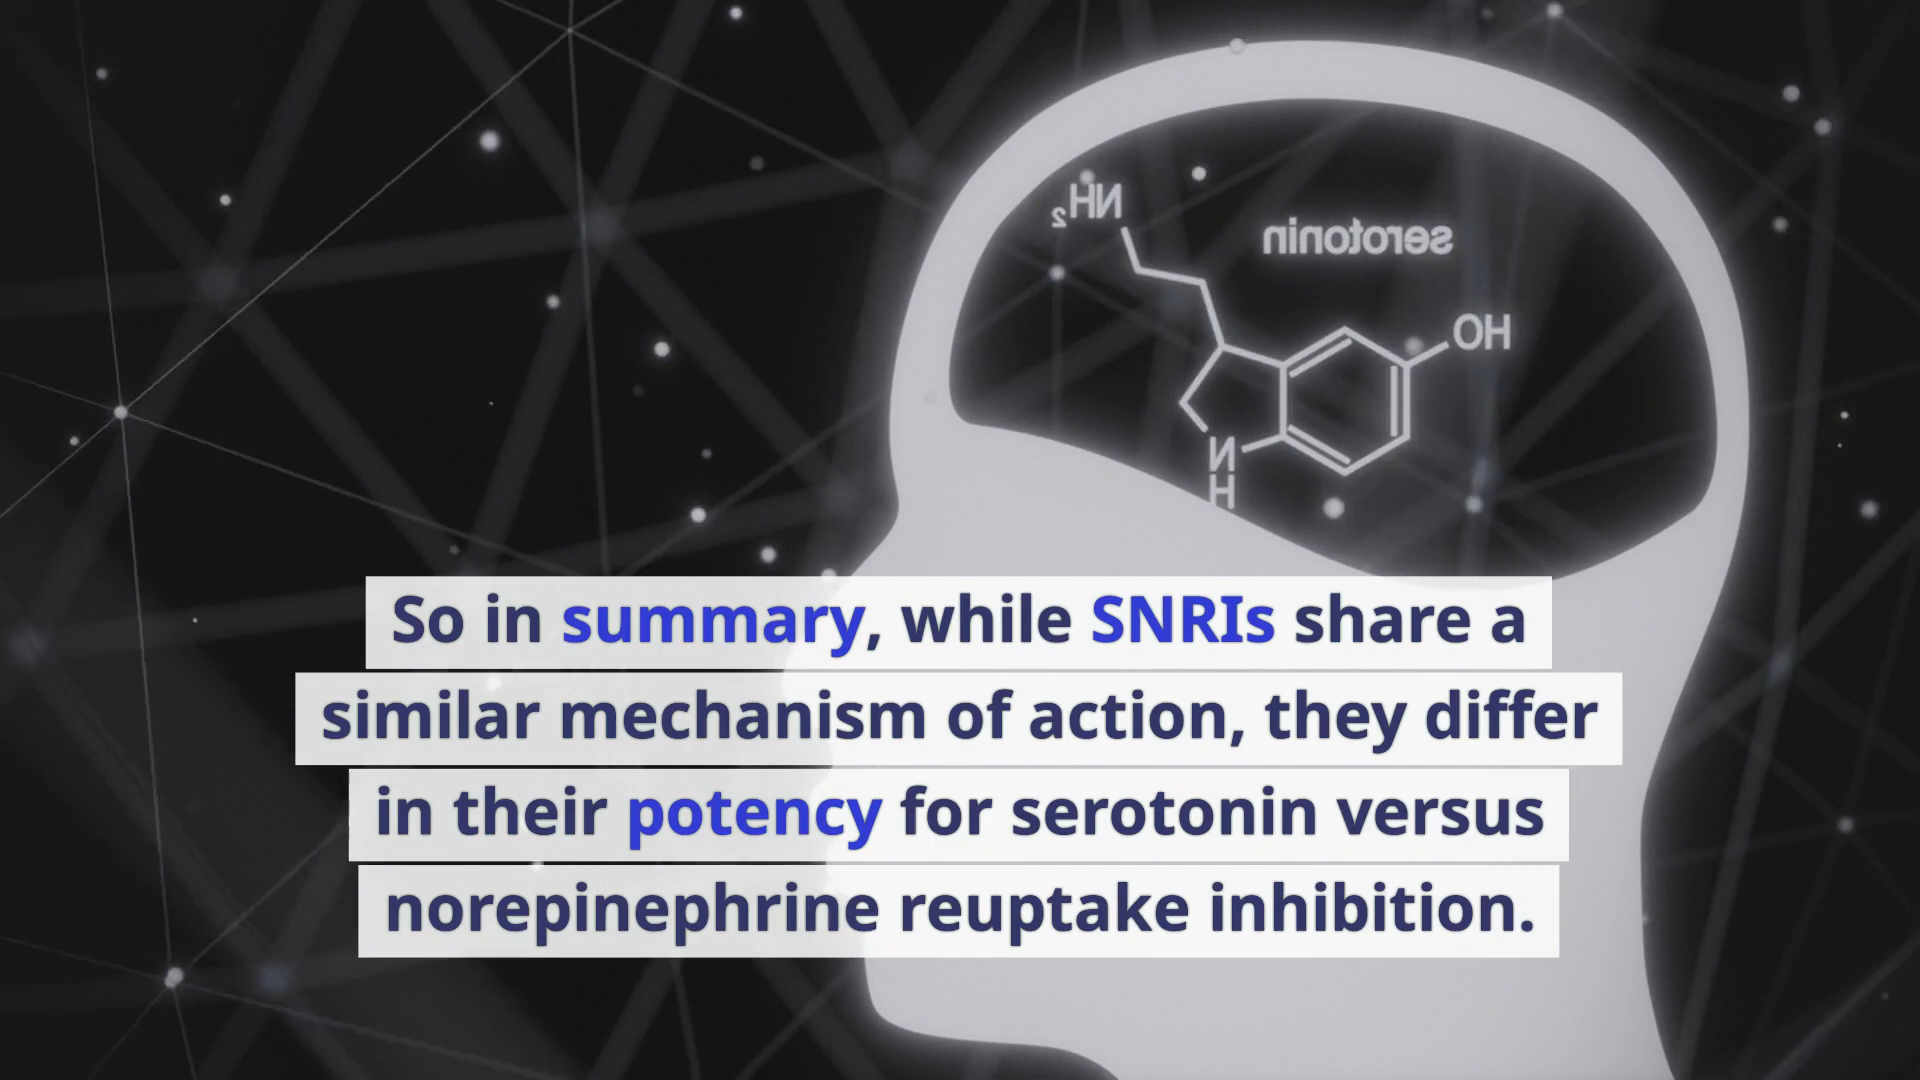 NH₂
serotonin
HO
N
H
So in summary, while SNRIs share a
similar mechanism of action, they differ
in their potency for serotonin versus
norepinephrine reuptake inhibition.